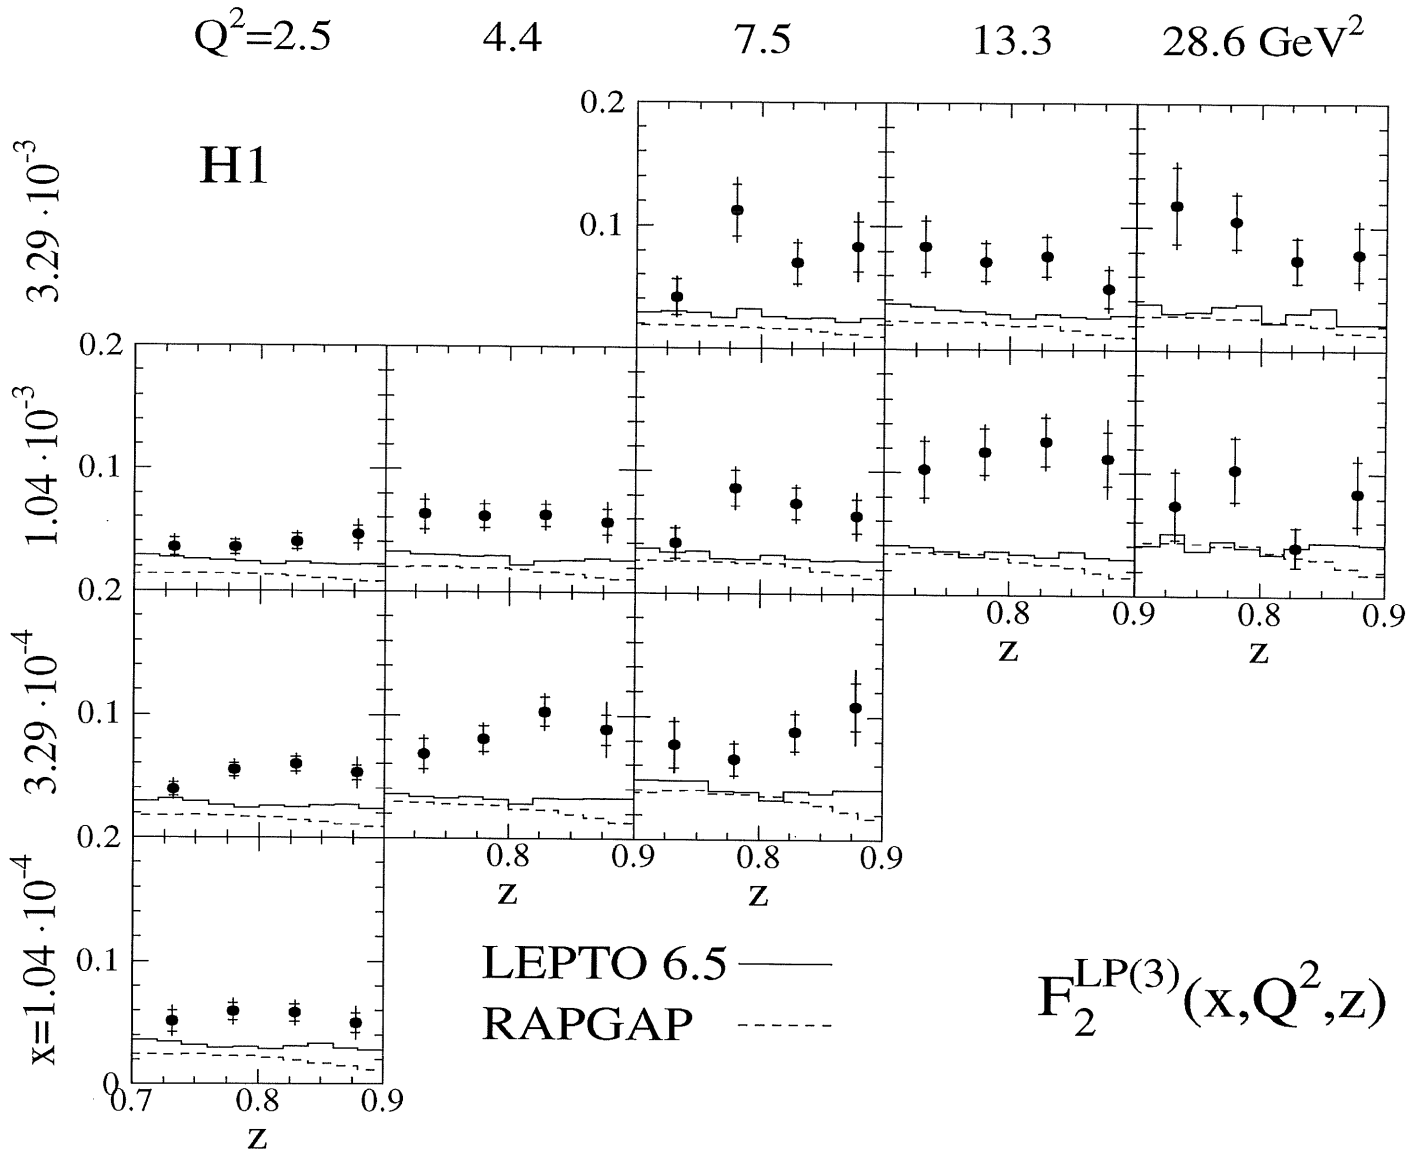 Q²=2.5 4.4 7.5 13.3 28.6 GeV²
H1
3.29 · 10⁻³
0.2
0.1
1.04 · 10⁻³
0.2
0.1
0.8 0.9 0.8 0.9
z z
3.29 · 10⁻⁴
0.2
0.1
0.8 0.9 0.8 0.9
z z
x=1.04 · 10⁻⁴
0.2
0.1
0
0.7 0.8 0.9
z
LEPTO 6.5
RAPGAP
F₂^LP(3)(x,Q²,z)